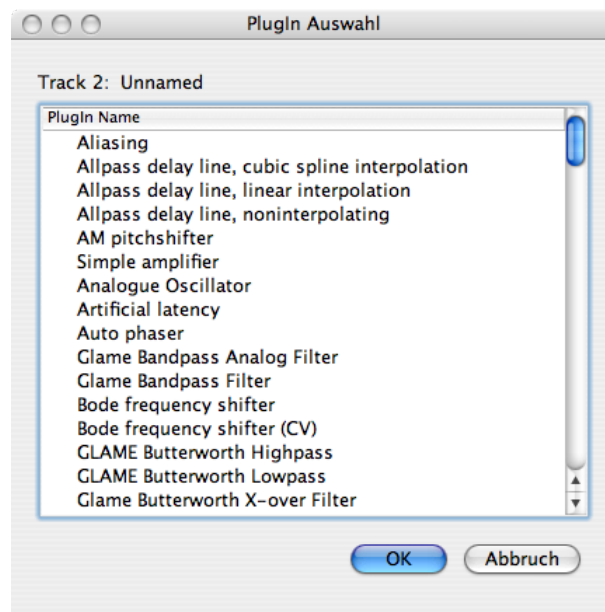 PlugIn Auswahl
Track 2: Unnamed
PlugIn Name
Aliasing
Allpass delay line, cubic spline interpolation
Allpass delay line, linear interpolation
Allpass delay line, noninterpolating
AM pitchshifter
Simple amplifier
Analogue Oscillator
Artificial latency
Auto phaser
Glame Bandpass Analog Filter
Glame Bandpass Filter
Bode frequency shifter
Bode frequency shifter (CV)
GLAME Butterworth Highpass
GLAME Butterworth Lowpass
Glame Butterworth X-over Filter
OK Abbruch